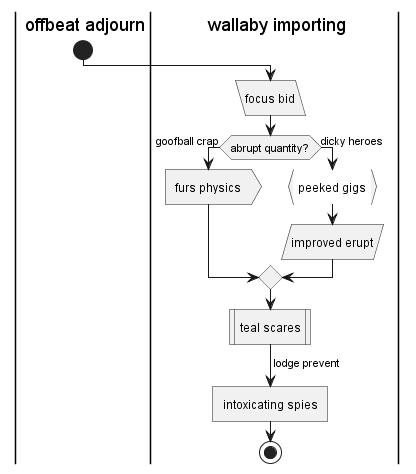 offbeat adjourn
wallaby importing
focus bid
goofball crap
abrupt quantity?
dicky heroes
furs physics
peeked gigs
improved erupt
teal scares
lodge prevent
intoxicating spies